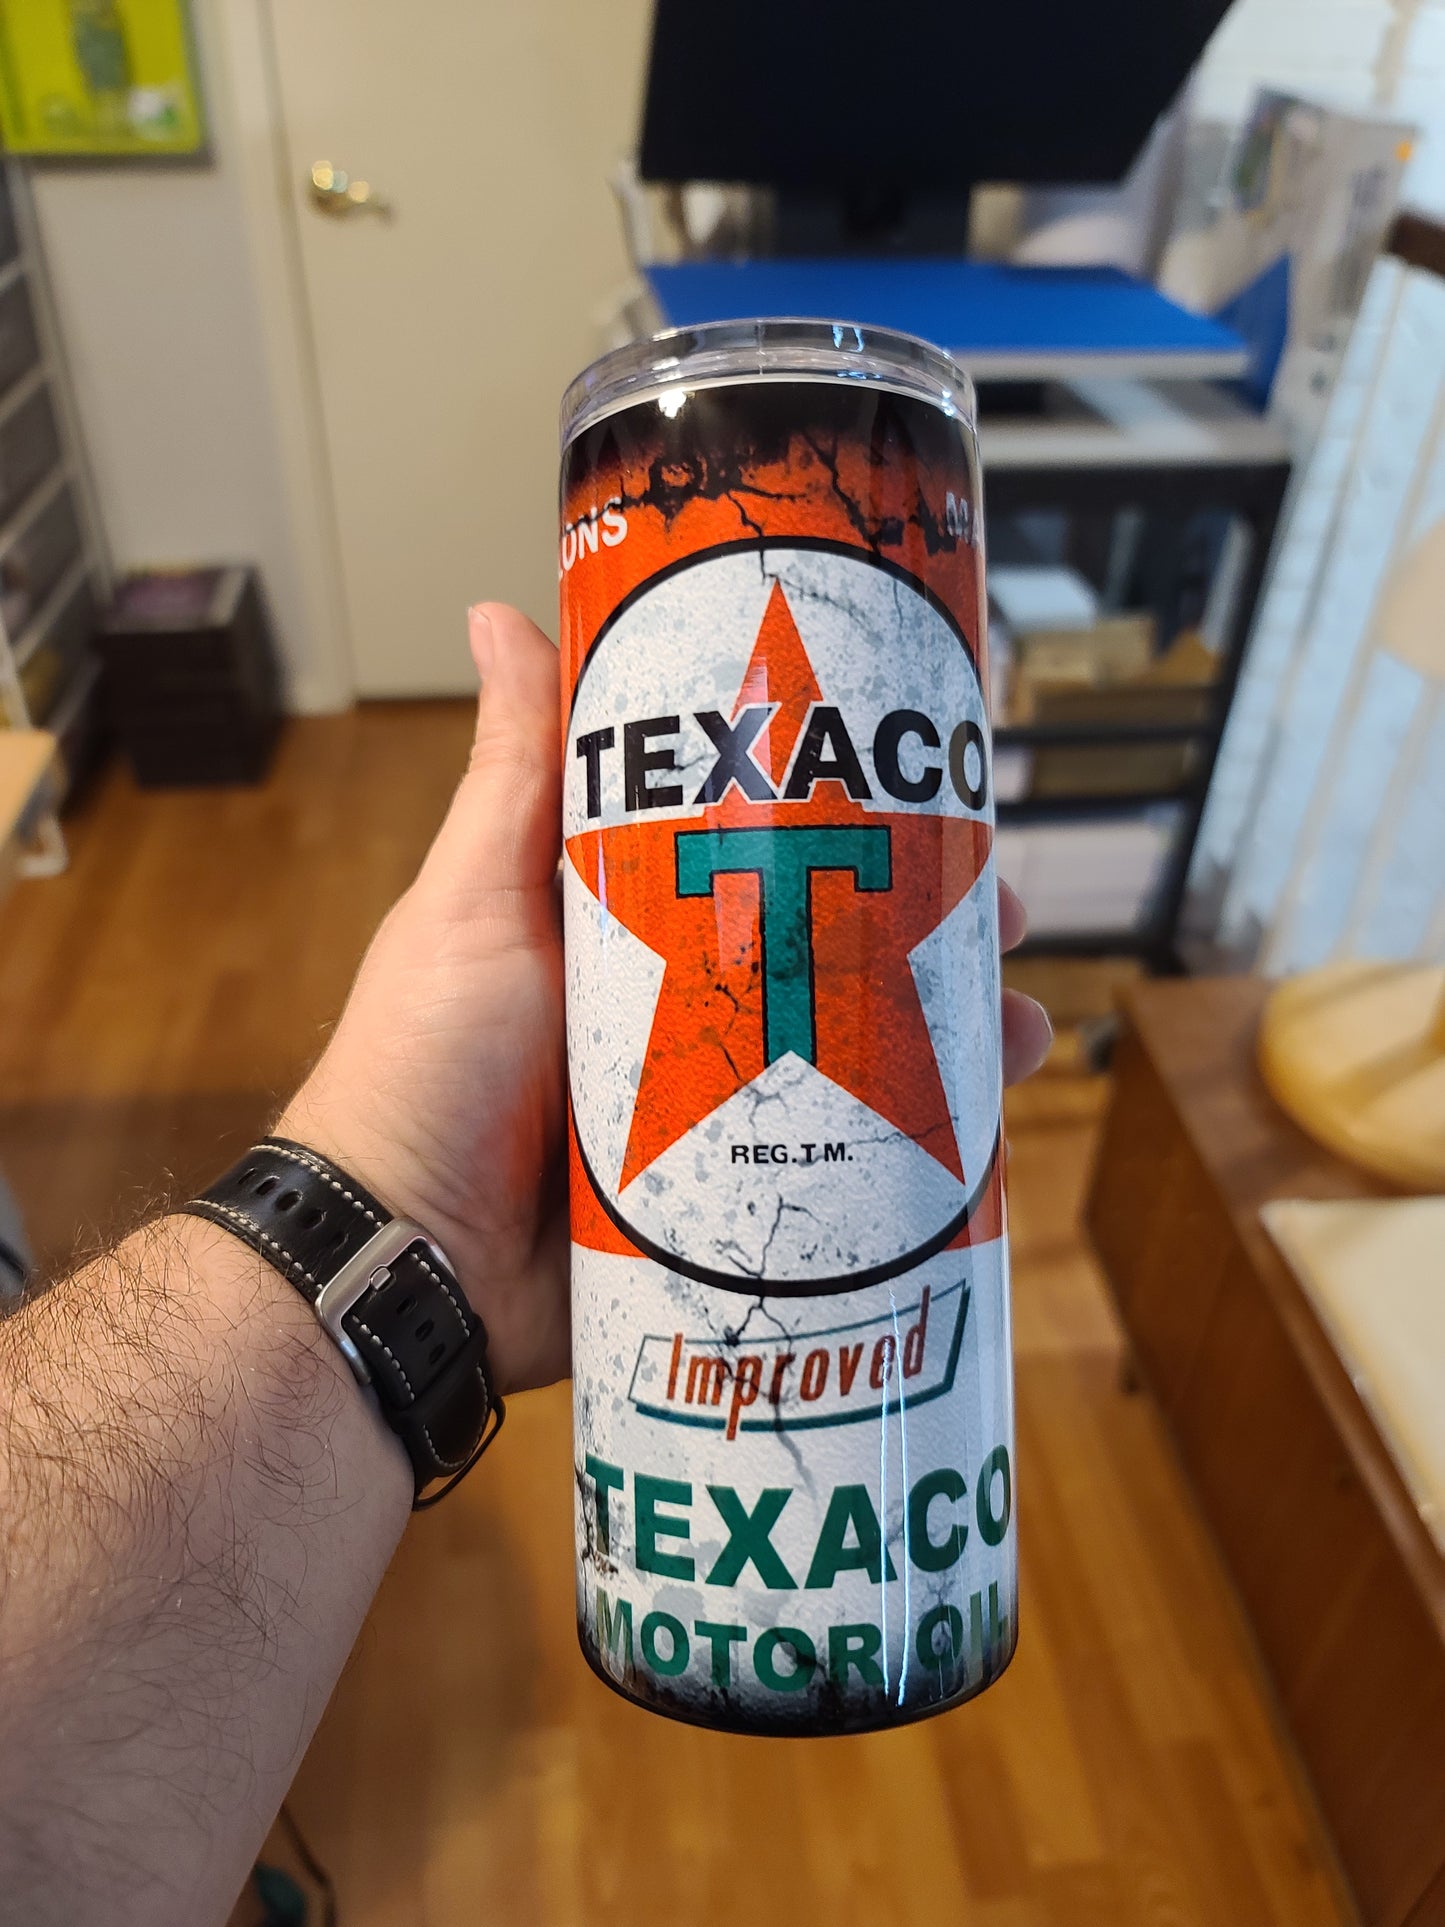 TEXACO
T
REG.T M.
Improved
TEXACO
MOTOR OIL